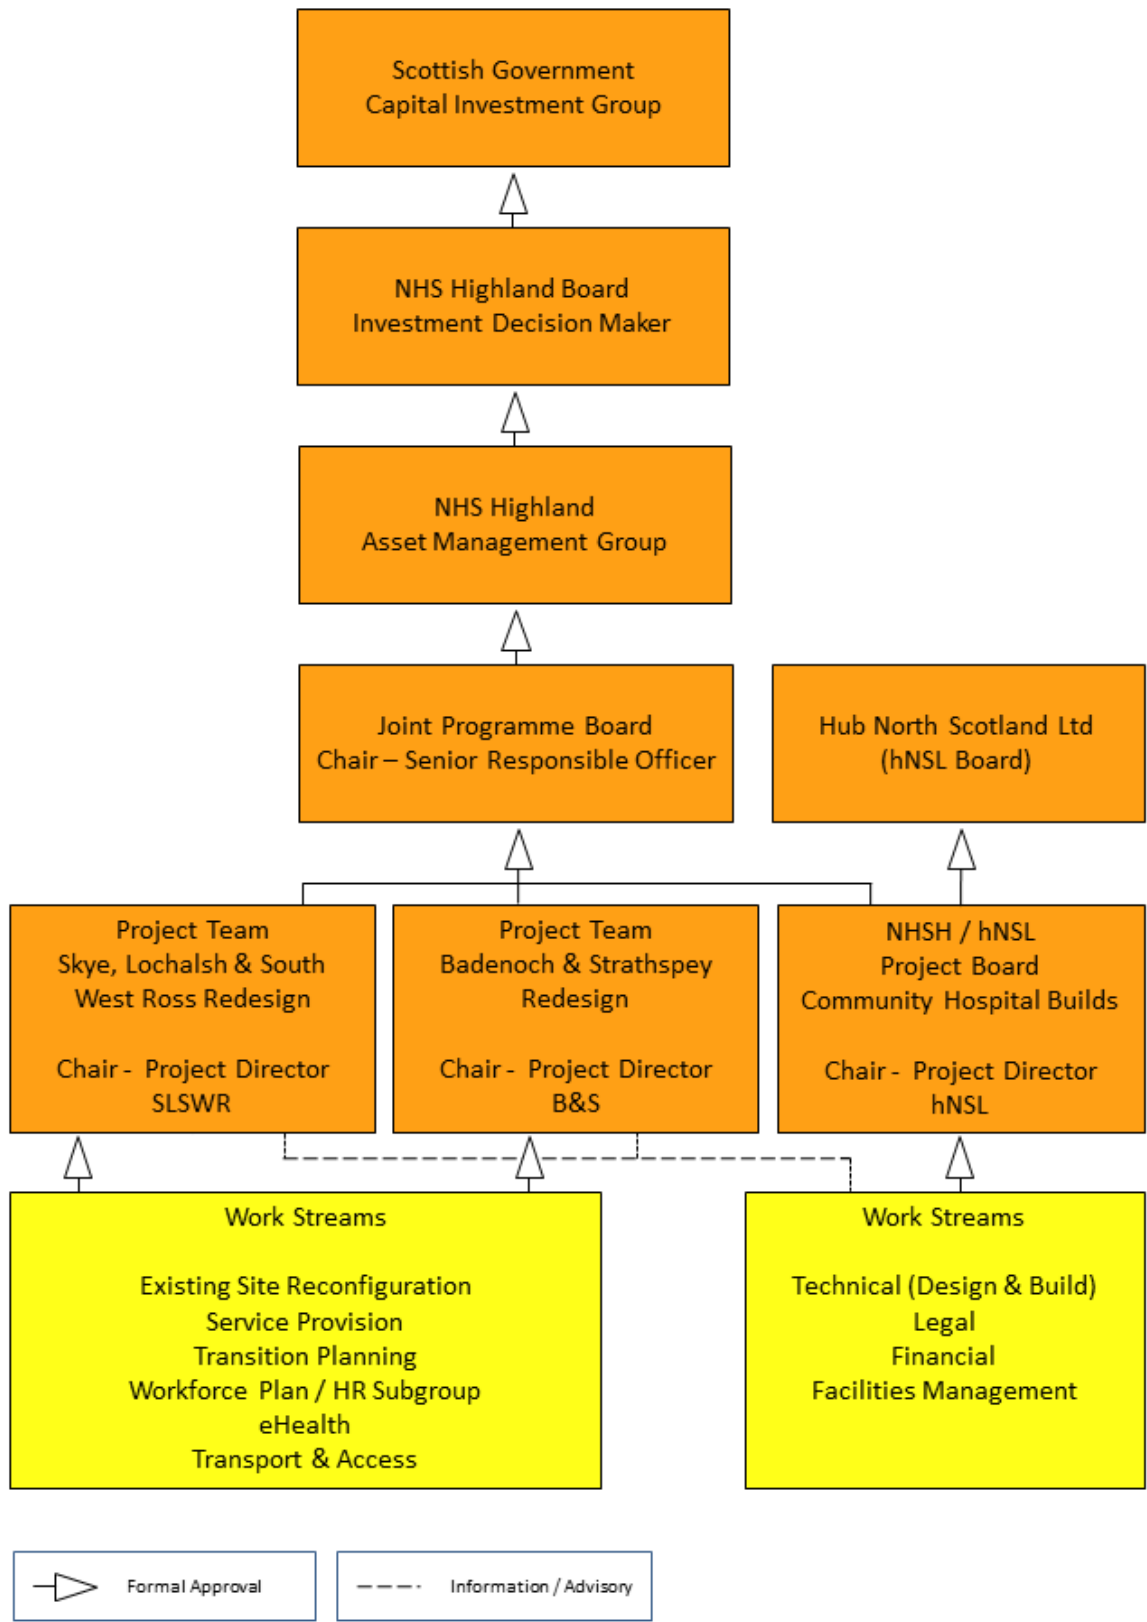 Scottish Government
Capital Investment Group
NHS Highland Board
Investment Decision Maker
NHS Highland
Asset Management Group
Joint Programme Board
Chair – Senior Responsible Officer
Hub North Scotland Ltd
(hNSL Board)
Project Team
Skye, Lochalsh & South
West Ross Redesign
Chair - Project Director
SLSWR
Project Team
Badenoch & Strathspey
Redesign
Chair - Project Director
B&S
NHSH / hNSL
Project Board
Community Hospital Builds
Chair - Project Director
hNSL
Work Streams
Existing Site Reconfiguration
Service Provision
Transition Planning
Workforce Plan / HR Subgroup
eHealth
Transport & Access
Work Streams
Technical (Design & Build)
Legal
Financial
Facilities Management
Formal Approval
Information / Advisory